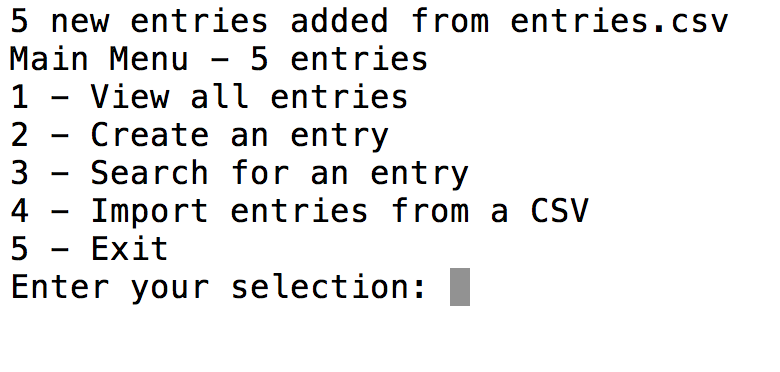 5 new entries added from entries.csv
Main Menu - 5 entries
1 - View all entries
2 - Create an entry
3 - Search for an entry
4 - Import entries from a CSV
5 - Exit
Enter your selection: